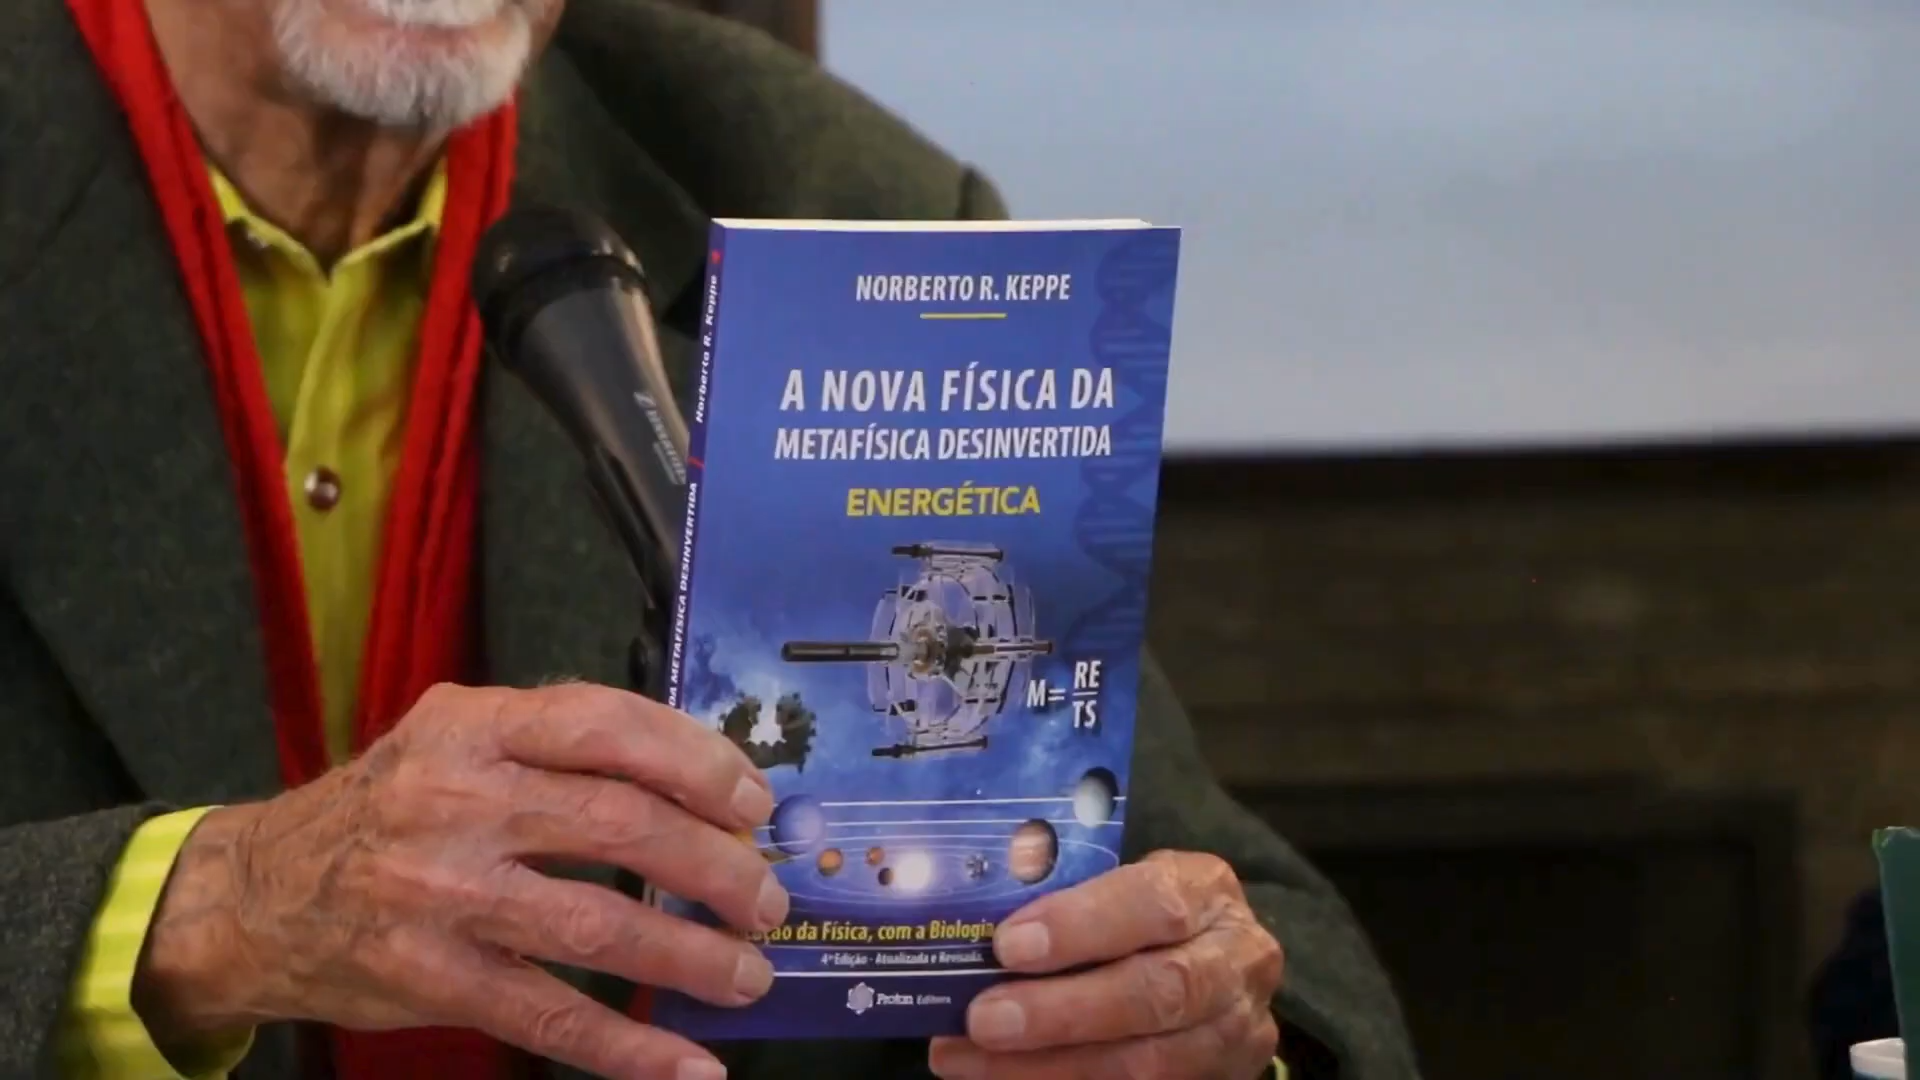 NORBERTO R. KEPPE
A NOVA FÍSICA DA
METAFÍSICA DESINVERTIDA
ENERGÉTICA
M= RE
TS
da Física, com a Biologia
4ª Edição - Atualizada e Revisada.
Proton Editora
Norberto R. Keppe
DA METAFÍSICA DESINVERTIDA